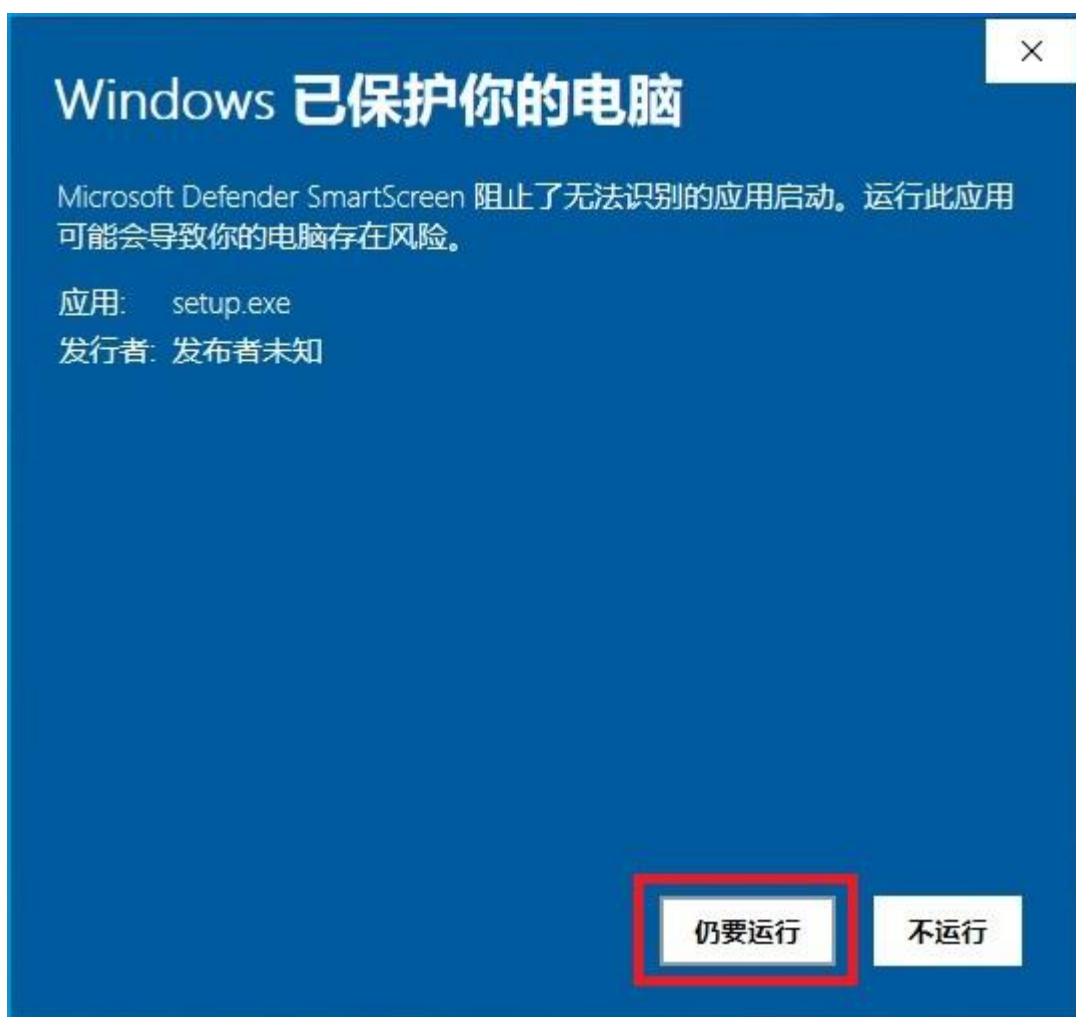 Windows 已保护你的电脑
Microsoft Defender SmartScreen 阻止了无法识别的应用启动。运行此应用
可能会导致你的电脑存在风险。
应用: setup.exe
发行者: 发布者未知
仍要运行 不运行